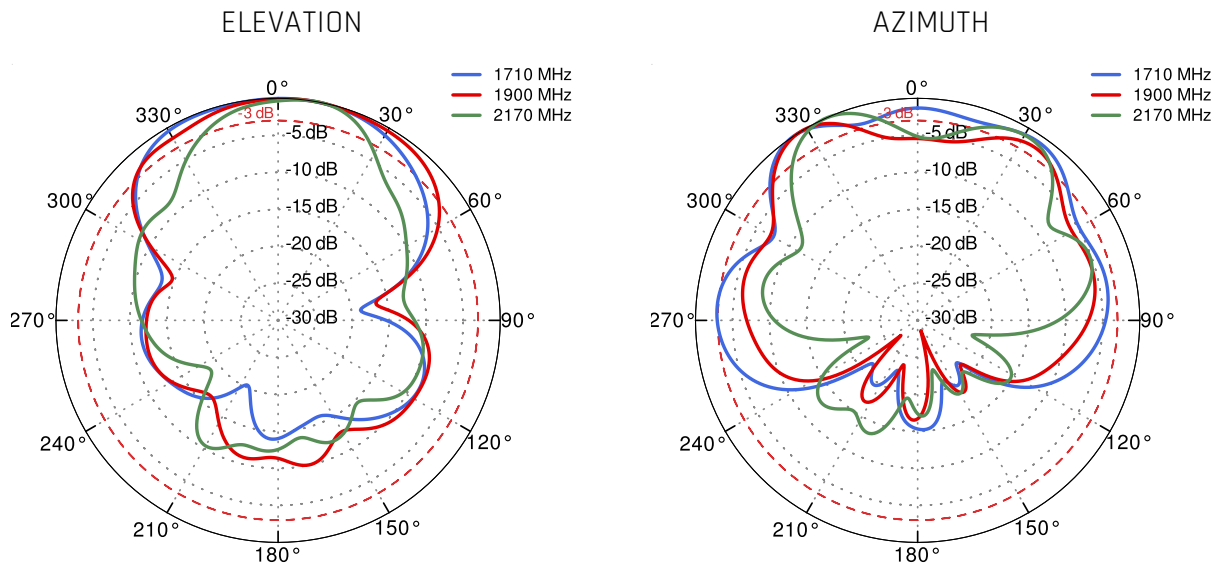 ELEVATION
1710 MHz
1900 MHz
2170 MHz
0°
330°
30°
-3 dB
-5 dB
-10 dB
300°
60°
-15 dB
-20 dB
-25 dB
-30 dB
270°
90°
240°
120°
210°
150°
180°
AZIMUTH
1710 MHz
1900 MHz
2170 MHz
0°
330°
30°
-3 dB
-5 dB
-10 dB
300°
60°
-15 dB
-20 dB
-25 dB
-30 dB
270°
90°
240°
120°
210°
150°
180°